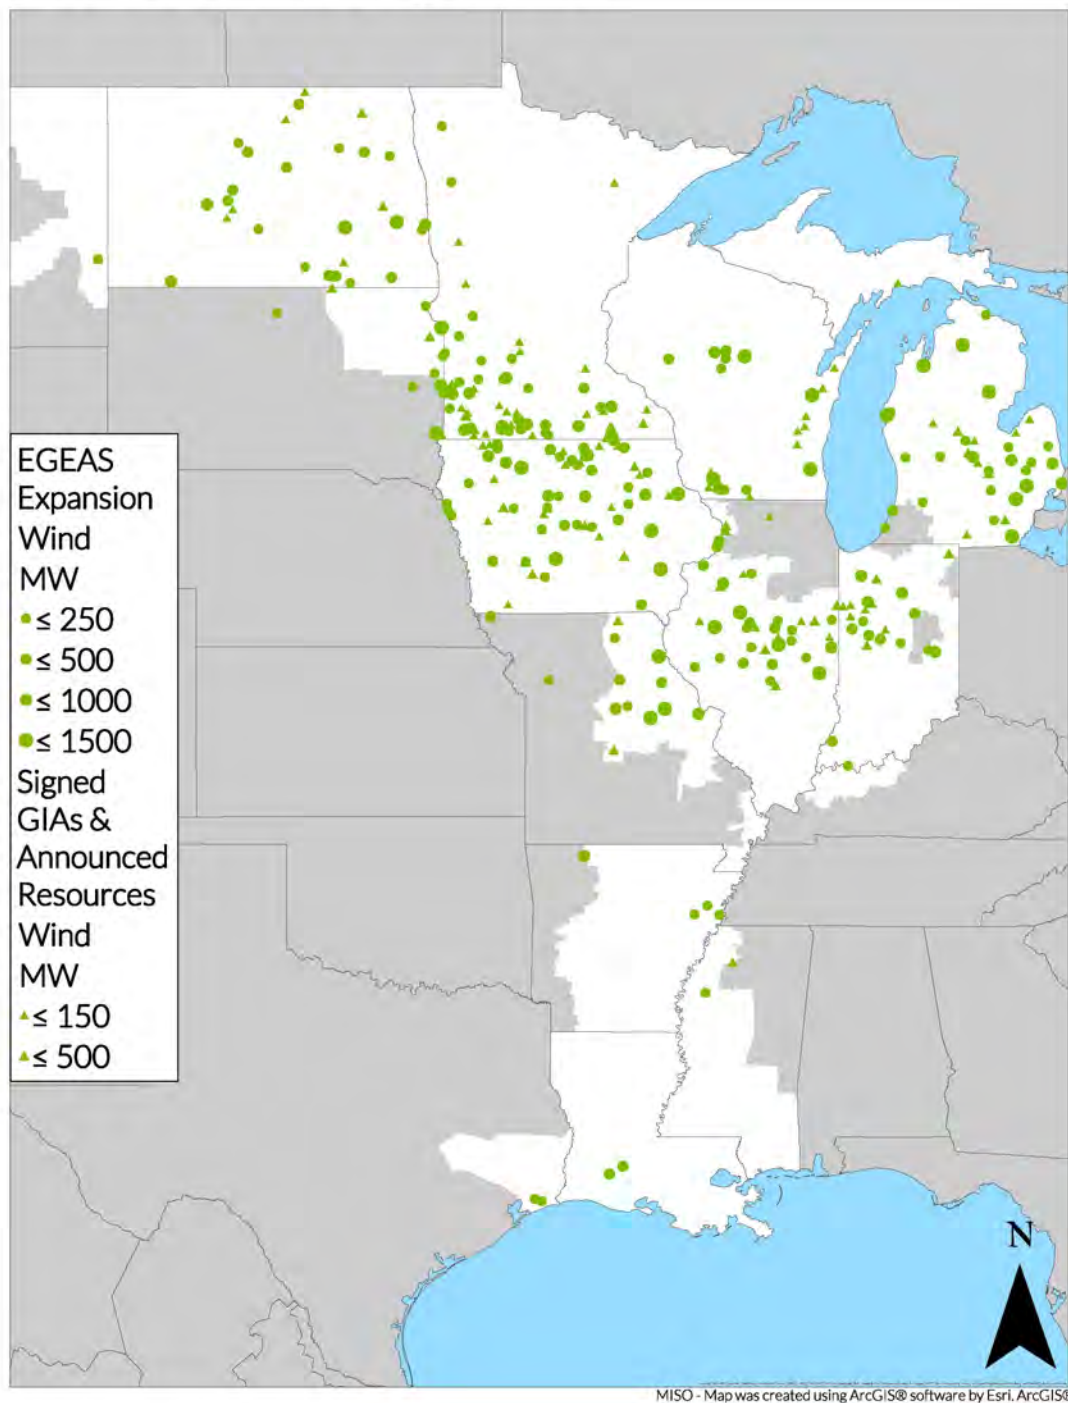 EGEAS
Expansion
Wind
MW
≤ 250
≤ 500
≤ 1000
≤ 1500
Signed
GIAs &
Announced
Resources
Wind
MW
≤ 150
≤ 500
N
MISO - Map was created using ArcGIS® software by Esri. ArcGIS®